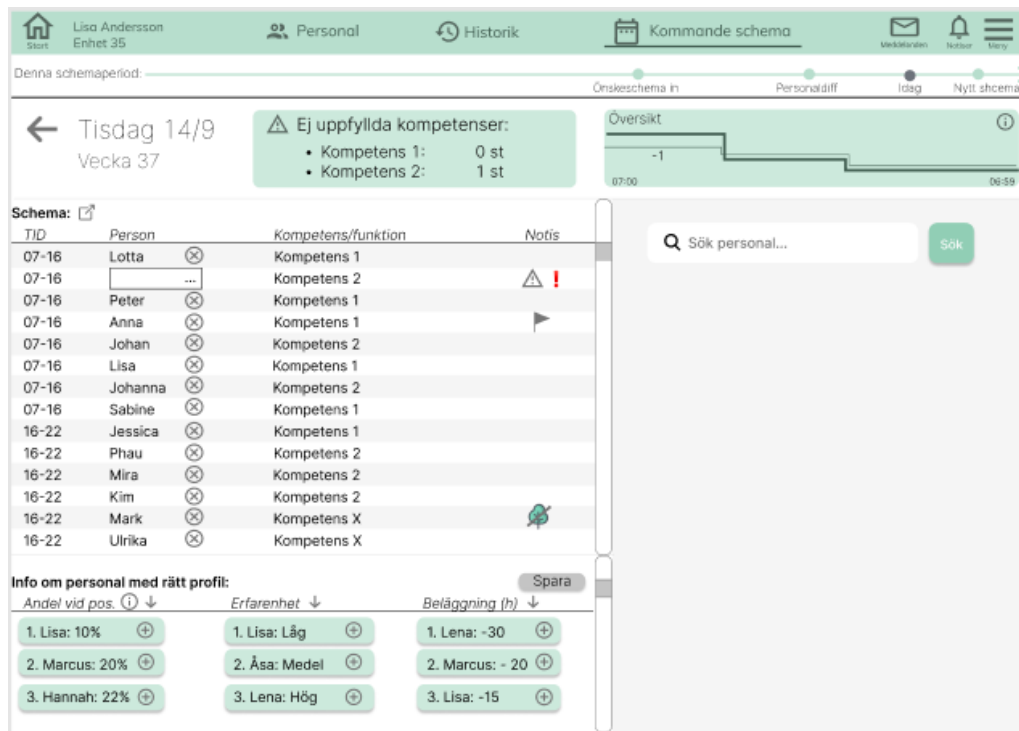 Lisa Andersson
Enhet 35
Start
Personal
Historik
Kommande schema
Meddelanden
Notiser
Meny
Denna schemaperiod:
Önskeschema in
Personaldiff
Idag
Nytt shcema
Tisdag 14/9
Vecka 37
Ej uppfyllda kompetenser:
• Kompetens 1: 0 st
• Kompetens 2: 1 st
Översikt
-1
07:00
06:59
Schema:
TID Person Kompetens/funktion Notis
07-16 Lotta Kompetens 1
07-16 ... Kompetens 2 !
07-16 Peter Kompetens 1
07-16 Anna Kompetens 1
07-16 Johan Kompetens 2
07-16 Lisa Kompetens 1
07-16 Johanna Kompetens 2
07-16 Sabine Kompetens 1
16-22 Jessica Kompetens 1
16-22 Phau Kompetens 2
16-22 Mira Kompetens 2
16-22 Kim Kompetens 2
16-22 Mark Kompetens X
16-22 Ulrika Kompetens X
Sök personal...
Sök
Info om personal med rätt profil:
Spara
Andel vid pos. Erfarenhet Beläggning (h)
1. Lisa: 10% 1. Lisa: Låg 1. Lena: -30
2. Marcus: 20% 2. Åsa: Medel 2. Marcus: - 20
3. Hannah: 22% 3. Lena: Hög 3. Lisa: -15